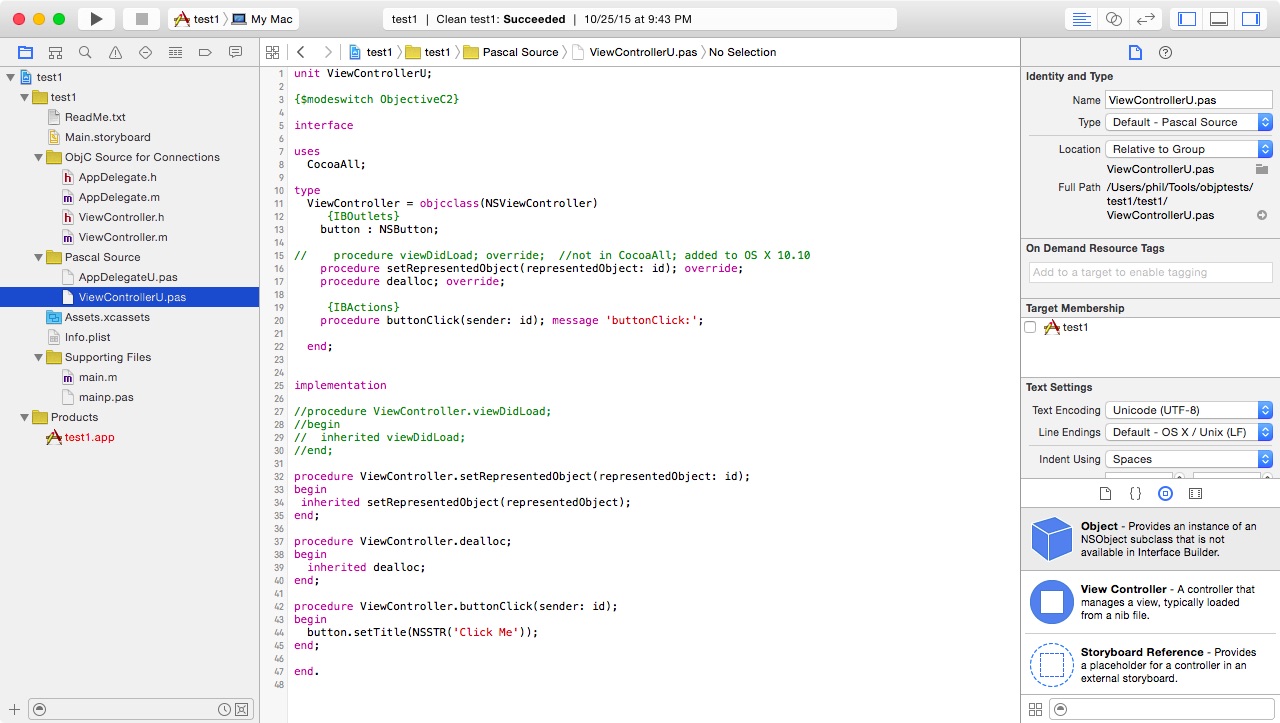 test1 My Mac
test1 | Clean test1: Succeeded | 10/25/15 at 9:43 PM
test1
test1
ReadMe.txt
Main.storyboard
ObjC Source for Connections
h AppDelegate.h
m AppDelegate.m
h ViewController.h
m ViewController.m
Pascal Source
AppDelegateU.pas
ViewControllerU.pas
Assets.xcassets
Info.plist
Supporting Files
m main.m
mainp.pas
Products
test1.app
test1 test1 Pascal Source ViewControllerU.pas No Selection
1 unit ViewControllerU;
2
3 {$modeswitch ObjectiveC2}
4
5 interface
6
7 uses
8 CocoaAll;
9
10 type
11 ViewController = objcclass(NSViewController)
12 {IBOutlets}
13 button : NSButton;
14
15 // procedure viewDidLoad; override; //not in CocoaAll; added to OS X 10.10
16 procedure setRepresentedObject(representedObject: id); override;
17 procedure dealloc; override;
18
19 {IBActions}
20 procedure buttonClick(sender: id); message 'buttonClick:';
21
22 end;
23
24
25 implementation
26
27 //procedure ViewController.viewDidLoad;
28 //begin
29 // inherited viewDidLoad;
30 //end;
31
32 procedure ViewController.setRepresentedObject(representedObject: id);
33 begin
34 inherited setRepresentedObject(representedObject);
35 end;
36
37 procedure ViewController.dealloc;
38 begin
39 inherited dealloc;
40 end;
41
42 procedure ViewController.buttonClick(sender: id);
43 begin
44 button.setTitle(NSSTR('Click Me'));
45 end;
46
47 end.
48
Identity and Type
Name ViewControllerU.pas
Type Default - Pascal Source
Location Relative to Group
ViewControllerU.pas
Full Path /Users/phil/Tools/objptests/
test1/test1/
ViewControllerU.pas
On Demand Resource Tags
Add to a target to enable tagging
Target Membership
test1
Text Settings
Text Encoding Unicode (UTF-8)
Line Endings Default - OS X / Unix (LF)
Indent Using Spaces
{}
Object - Provides an instance of an
NSObject subclass that is not
available in Interface Builder.
View Controller - A controller that
manages a view, typically loaded
from a nib file.
Storyboard Reference - Provides
a placeholder for a controller in an
external storyboard.